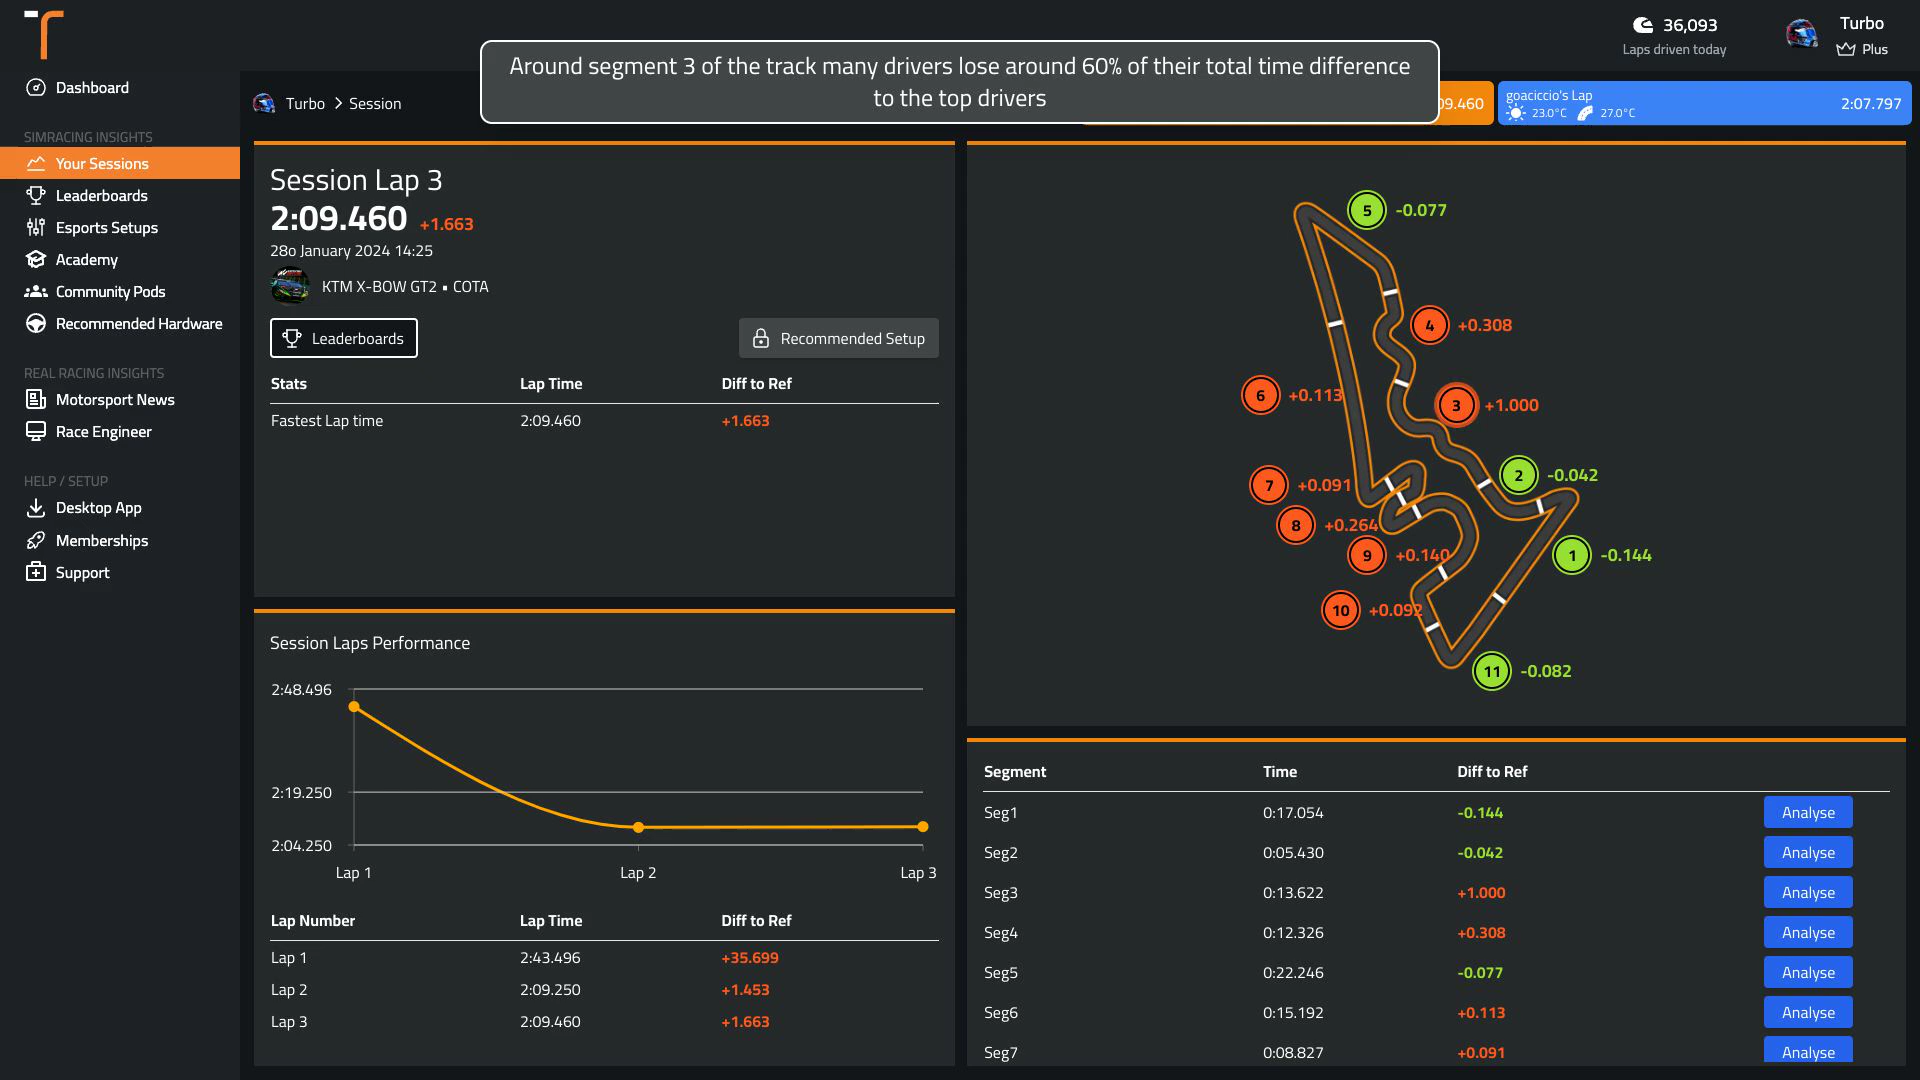 36,093
Laps driven today
Turbo
Plus
Around segment 3 of the track many drivers lose around 60% of their total time difference
to the top drivers
Dashboard
SIMRACING INSIGHTS
Your Sessions
Leaderboards
Esports Setups
Academy
Community Pods
Recommended Hardware
REAL RACING INSIGHTS
Motorsport News
Race Engineer
HELP / SETUP
Desktop App
Memberships
Support
Turbo > Session
09.460
goaciccio's Lap
23.0°C 27.0°C
2:07.797
Session Lap 3
2:09.460 +1.663
28o January 2024 14:25
KTM X-BOW GT2 • COTA
Leaderboards
Recommended Setup
Stats Lap Time Diff to Ref
Fastest Lap time 2:09.460 +1.663
Session Laps Performance
2:48.496
2:19.250
2:04.250
Lap 1 Lap 2 Lap 3
Lap Number Lap Time Diff to Ref
Lap 1 2:43.496 +35.699
Lap 2 2:09.250 +1.453
Lap 3 2:09.460 +1.663
5 -0.077
4 +0.308
6 +0.113
3 +1.000
2 -0.042
7 +0.091
8 +0.264
9 +0.140
1 -0.144
10 +0.092
11 -0.082
Segment Time Diff to Ref
Seg1 0:17.054 -0.144 Analyse
Seg2 0:05.430 -0.042 Analyse
Seg3 0:13.622 +1.000 Analyse
Seg4 0:12.326 +0.308 Analyse
Seg5 0:22.246 -0.077 Analyse
Seg6 0:15.192 +0.113 Analyse
Seg7 0:08.827 +0.091 Analyse